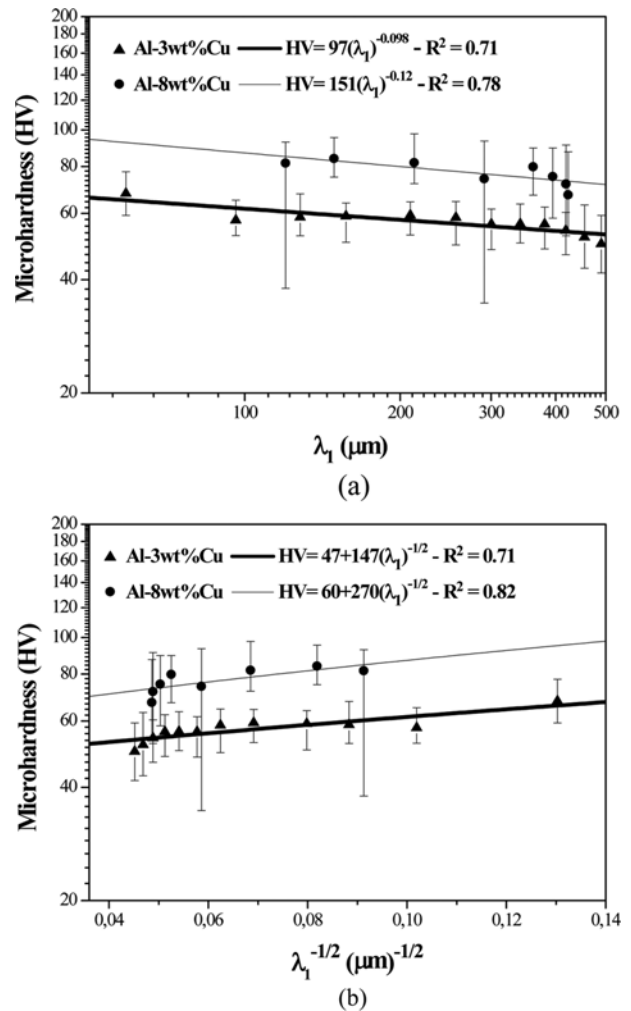 200
180
160
140
120
100
80
60
40
20
Microhardness (HV)
▲ Al-3wt%Cu HV= 97(λ₁)^-0.098 - R² = 0.71
● Al-8wt%Cu HV= 151(λ₁)^-0.12 - R² = 0.78
100 200 300 400 500
λ₁ (μm)
(a)
200
180
160
140
120
100
80
60
40
20
Microhardness (HV)
▲ Al-3wt%Cu HV= 47+147(λ₁)^-1/2 - R² = 0.71
● Al-8wt%Cu HV= 60+270(λ₁)^-1/2 - R² = 0.82
0,04 0,06 0,08 0,10 0,12 0,14
λ₁^-1/2 (μm)^-1/2
(b)